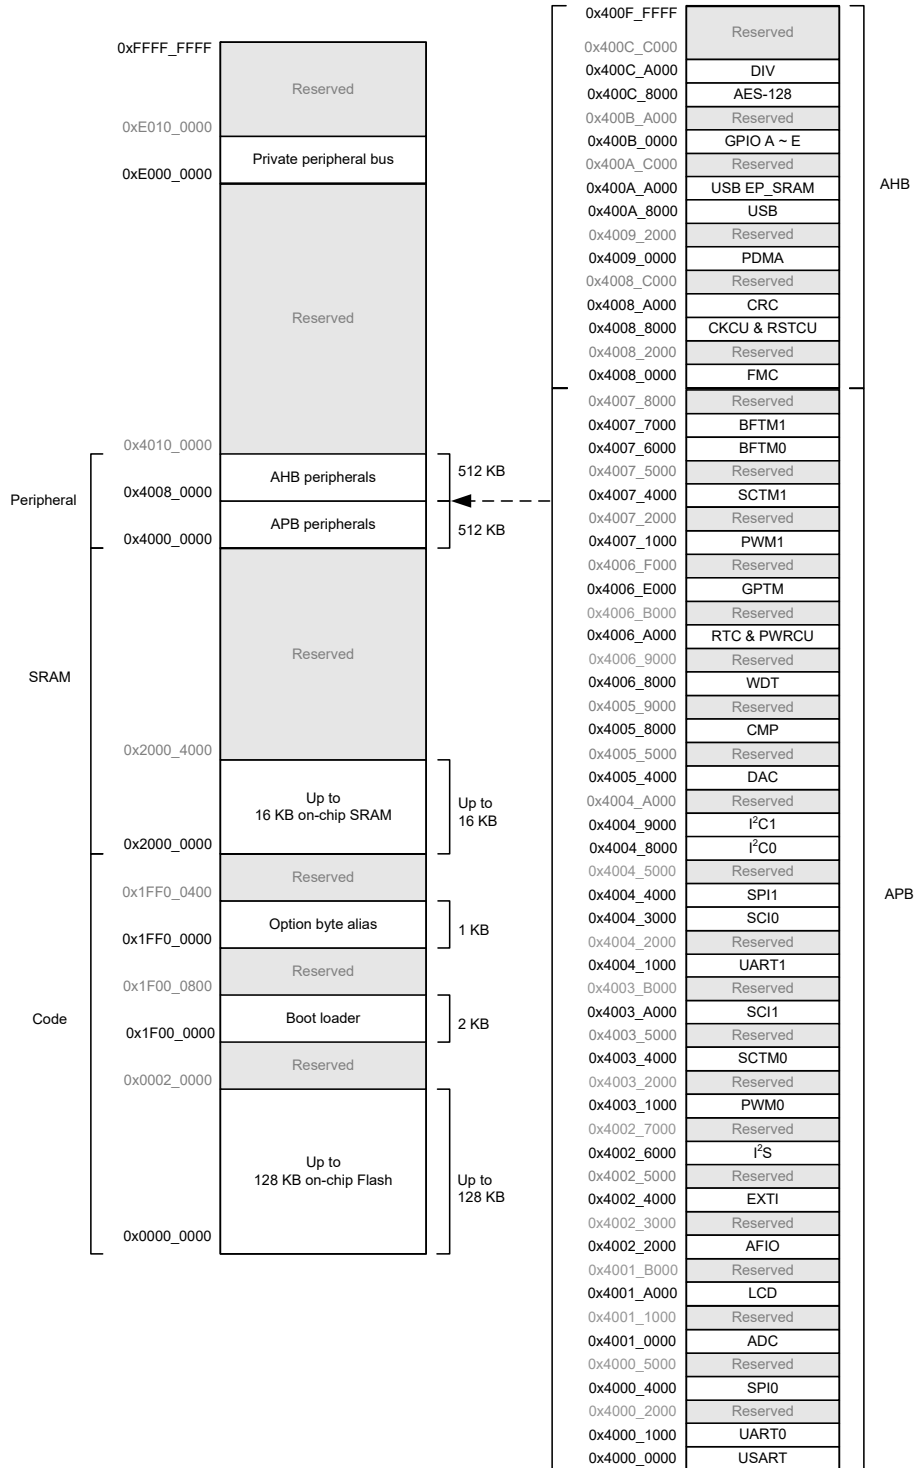 0xFFFF_FFFF
Reserved
0xE010_0000
Private peripheral bus
0xE000_0000
Reserved
0x4010_0000
AHB peripherals
512 KB
Peripheral
0x4008_0000
APB peripherals
512 KB
0x4000_0000
Reserved
SRAM
0x2000_4000
Up to
16 KB on-chip SRAM
Up to
16 KB
0x2000_0000
Reserved
0x1FF0_0400
Option byte alias
1 KB
0x1FF0_0000
Reserved
0x1F00_0800
Code
Boot loader
2 KB
0x1F00_0000
Reserved
0x0002_0000
Up to
128 KB on-chip Flash
Up to
128 KB
0x0000_0000
0x400F_FFFF
Reserved
0x400C_C000
0x400C_A000 DIV
0x400C_8000 AES-128
0x400B_A000 Reserved
0x400B_0000 GPIO A ~ E
0x400A_C000 Reserved
0x400A_A000 USB EP_SRAM
AHB
0x400A_8000 USB
0x4009_2000 Reserved
0x4009_0000 PDMA
0x4008_C000 Reserved
0x4008_A000 CRC
0x4008_8000 CKCU & RSTCU
0x4008_2000 Reserved
0x4008_0000 FMC
0x4007_8000 Reserved
0x4007_7000 BFTM1
0x4007_6000 BFTM0
0x4007_5000 Reserved
0x4007_4000 SCTM1
0x4007_2000 Reserved
0x4007_1000 PWM1
0x4006_F000 Reserved
0x4006_E000 GPTM
0x4006_B000 Reserved
0x4006_A000 RTC & PWRCU
0x4006_9000 Reserved
0x4006_8000 WDT
0x4005_9000 Reserved
0x4005_8000 CMP
0x4005_5000 Reserved
0x4005_4000 DAC
0x4004_A000 Reserved
0x4004_9000 I²C1
0x4004_8000 I²C0
0x4004_5000 Reserved
0x4004_4000 SPI1
APB
0x4004_3000 SCI0
0x4004_2000 Reserved
0x4004_1000 UART1
0x4003_B000 Reserved
0x4003_A000 SCI1
0x4003_5000 Reserved
0x4003_4000 SCTM0
0x4003_2000 Reserved
0x4003_1000 PWM0
0x4002_7000 Reserved
0x4002_6000 I²S
0x4002_5000 Reserved
0x4002_4000 EXTI
0x4002_3000 Reserved
0x4002_2000 AFIO
0x4001_B000 Reserved
0x4001_A000 LCD
0x4001_1000 Reserved
0x4001_0000 ADC
0x4000_5000 Reserved
0x4000_4000 SPI0
0x4000_2000 Reserved
0x4000_1000 UART0
0x4000_0000 USART